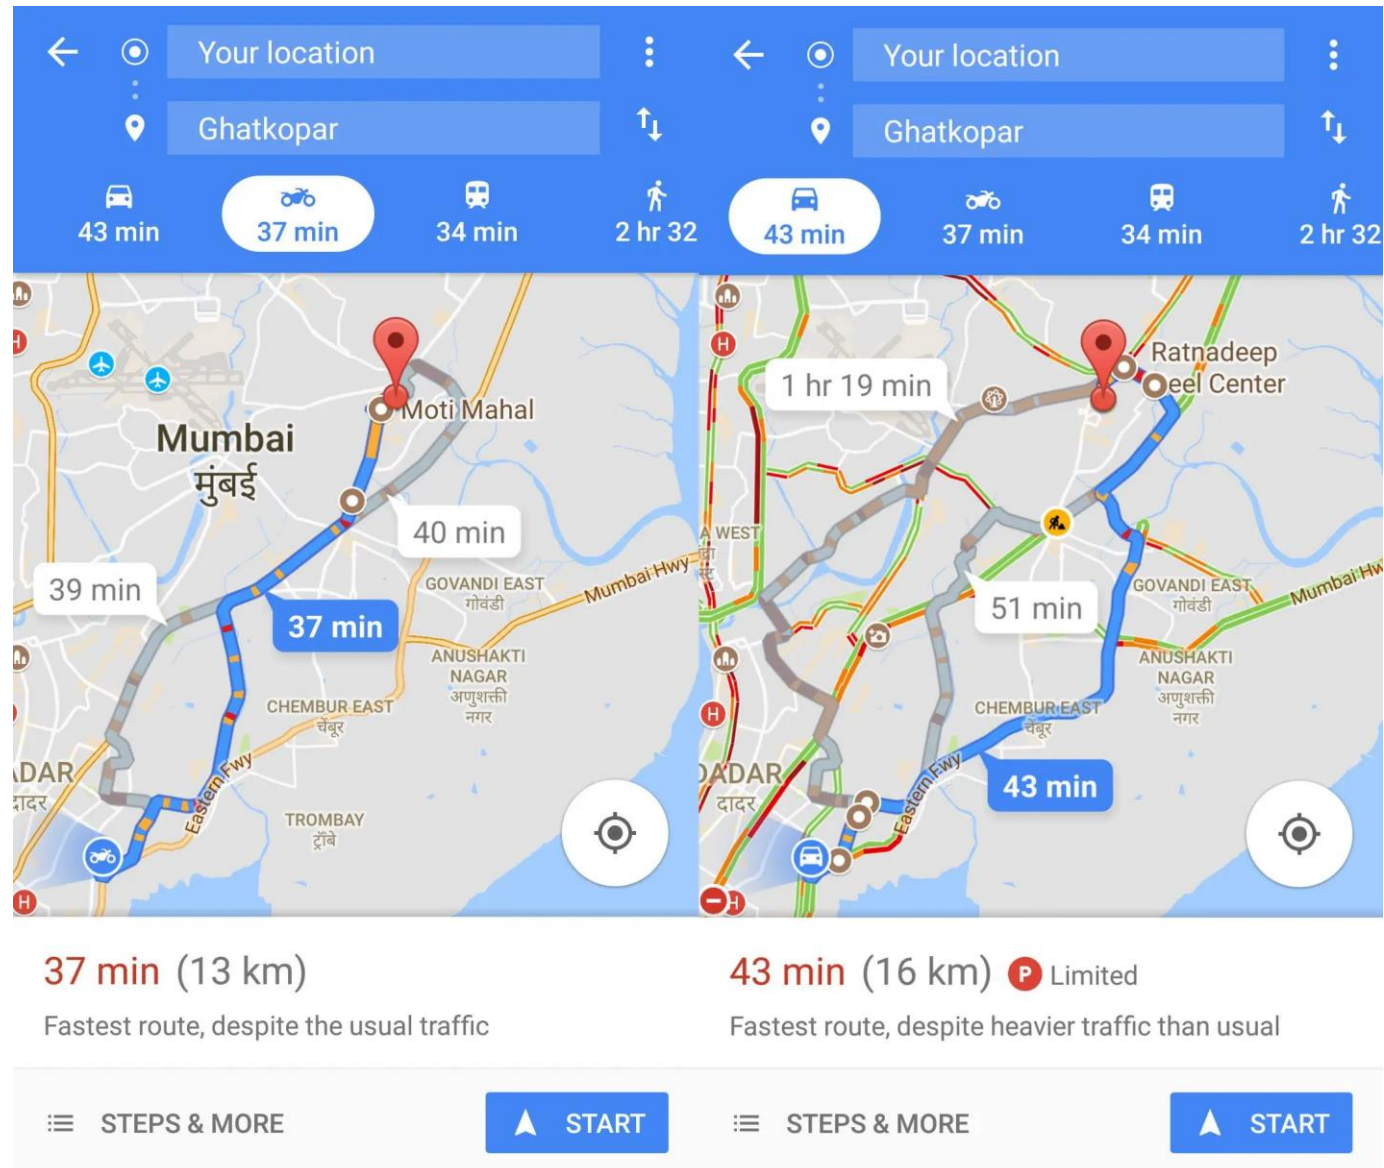 Your location
Ghatkopar
43 min
37 min
34 min
2 hr 32
Moti Mahal
Mumbai
मुंबई
40 min
39 min
GOVANDI EAST
गोवंडी
Mumbai Hwy
37 min
ANUSHAKTI
NAGAR
अणुशक्ती
नगर
CHEMBUR EAST
चेंबूर
DADAR
दादर
Eastern Fwy
TROMBAY
ट्रॉंबे
H
H
37 min (13 km)
Fastest route, despite the usual traffic
STEPS & MORE
START
Your location
Ghatkopar
43 min
37 min
34 min
2 hr 32
H
Ratnadeep
eel Center
1 hr 19 min
A WEST
51 min
GOVANDI EAST
गोवंडी
Mumbai Hw
ANUSHAKTI
NAGAR
अणुशक्ती
नगर
H
CHEMBUR EAST
चेंबूर
DADAR
दादर
Eastern Fwy
43 min
H
43 min (16 km) P Limited
Fastest route, despite heavier traffic than usual
STEPS & MORE
START